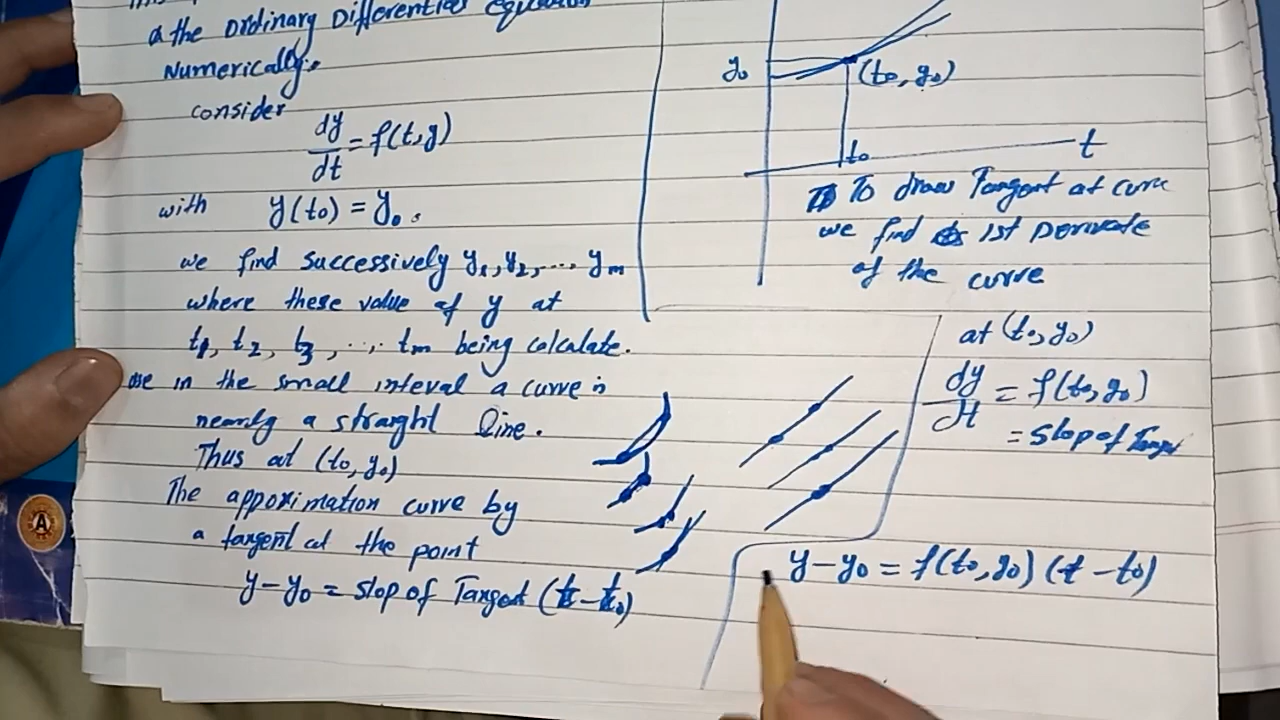 & the Ordinary Differential Equation
Numerically.
consider
dy/dt = f(t,y)
with y(t0) = y0.
we find successively y1, y2, ... ym
where these value of y at
t1, t2, t3, ..., tm being calculate.
in the small interval a curve is
nearly a straight line.
Thus at (t0, y0)
The appoximation curve by
a tangent at the point
y-y0 = slop of Tangent (t-t0)
y0
(t0, y0)
t0
t
To draw Tangent at curve
we find 1st Derivate
of the curve
at (t0, y0)
dy/dt = f(t0, y0)
= slop of Tangent
y-y0 = f(t0, y0) (t-t0)
A